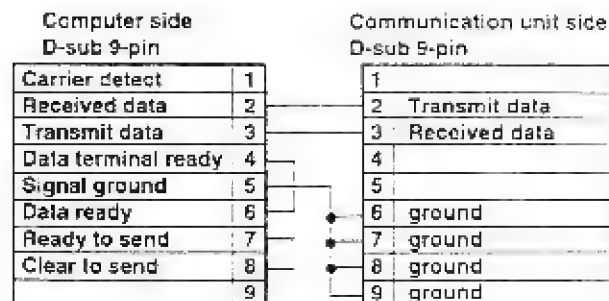 Computer side
D-sub 9-pin
Carrier detect 1
Received data 2
Transmit data 3
Data terminal ready 4
Signal ground 5
Data ready 6
Ready to send 7
Clear to send 8
9
Communication unit side
D-sub 9-pin
1
2 Transmit data
3 Received data
4
5
6 ground
7 ground
8 ground
9 ground